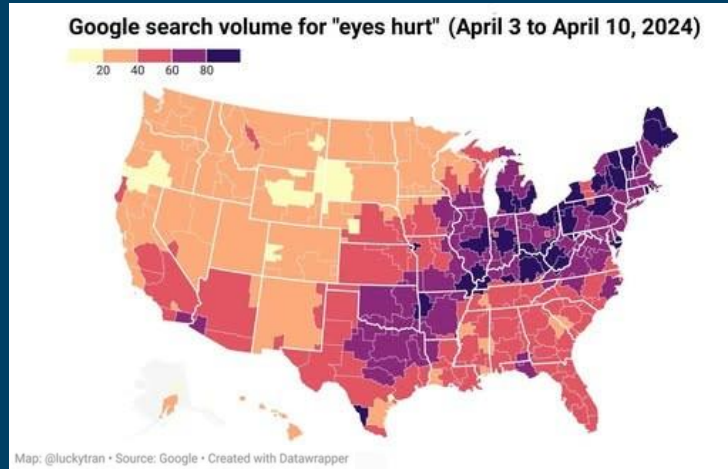 Google search volume for "eyes hurt" (April 3 to April 10, 2024)
20 40 60 80
Map: @luckytran • Source: Google • Created with Datawrapper